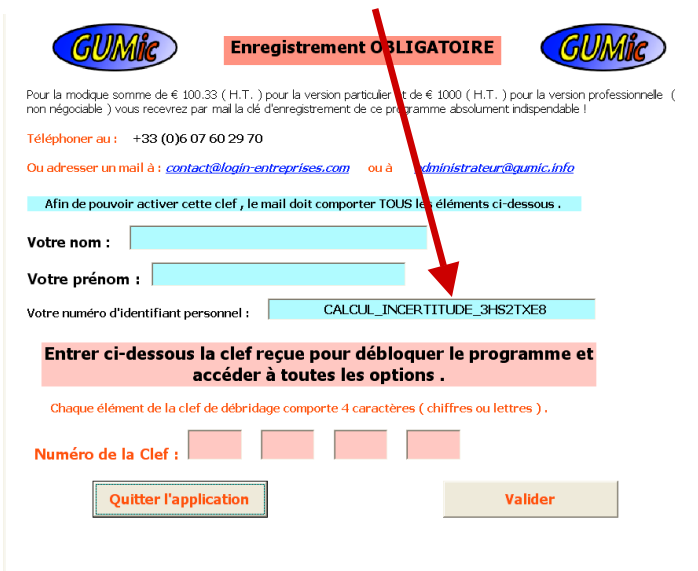 GUMic
Enregistrement OBLIGATOIRE
GUMic
Pour la modique somme de € 100.33 ( H.T. ) pour la version particulier et de € 1000 ( H.T. ) pour la version professionnelle (
non négociable ) vous recevrez par mail la clé d'enregistrement de ce programme absolument indpendable !
Téléphoner au : +33 (0)6 07 60 29 70
Ou adresser un mail à : contact@login-entreprises.com ou à administrateur@gumic.info
Afin de pouvoir activer cette clef , le mail doit comporter TOUS les éléments ci-dessous .
Votre nom :
Votre prénom :
Votre numéro d'identifiant personnel : CALCUL_INCERTITUDE_3HS2TXE8
Entrer ci-dessous la clef reçue pour débloquer le programme et
accéder à toutes les options .
Chaque élément de la clef de débridage comporte 4 caractères ( chiffres ou lettres ) .
Numéro de la Clef :
Quitter l'application
Valider